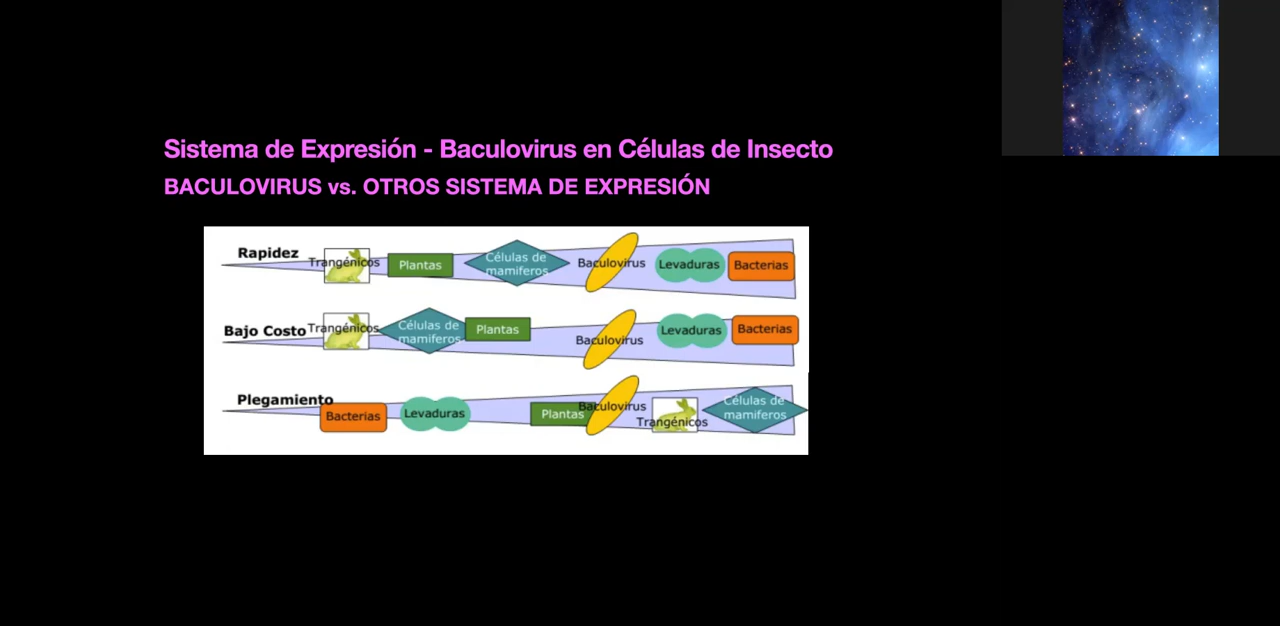 Sistema de Expresión - Baculovirus en Células de Insecto
BACULOVIRUS vs. OTROS SISTEMA DE EXPRESIÓN
Rapidez
Trangénicos
Plantas
Células de
mamiferos
Baculovirus
Levaduras
Bacterias
Bajo Costo
Trangénicos
Células de
mamiferos
Plantas
Baculovirus
Levaduras
Bacterias
Plegamiento
Bacterias
Levaduras
Plantas
Baculovirus
Trangénicos
Células de
mamiferos